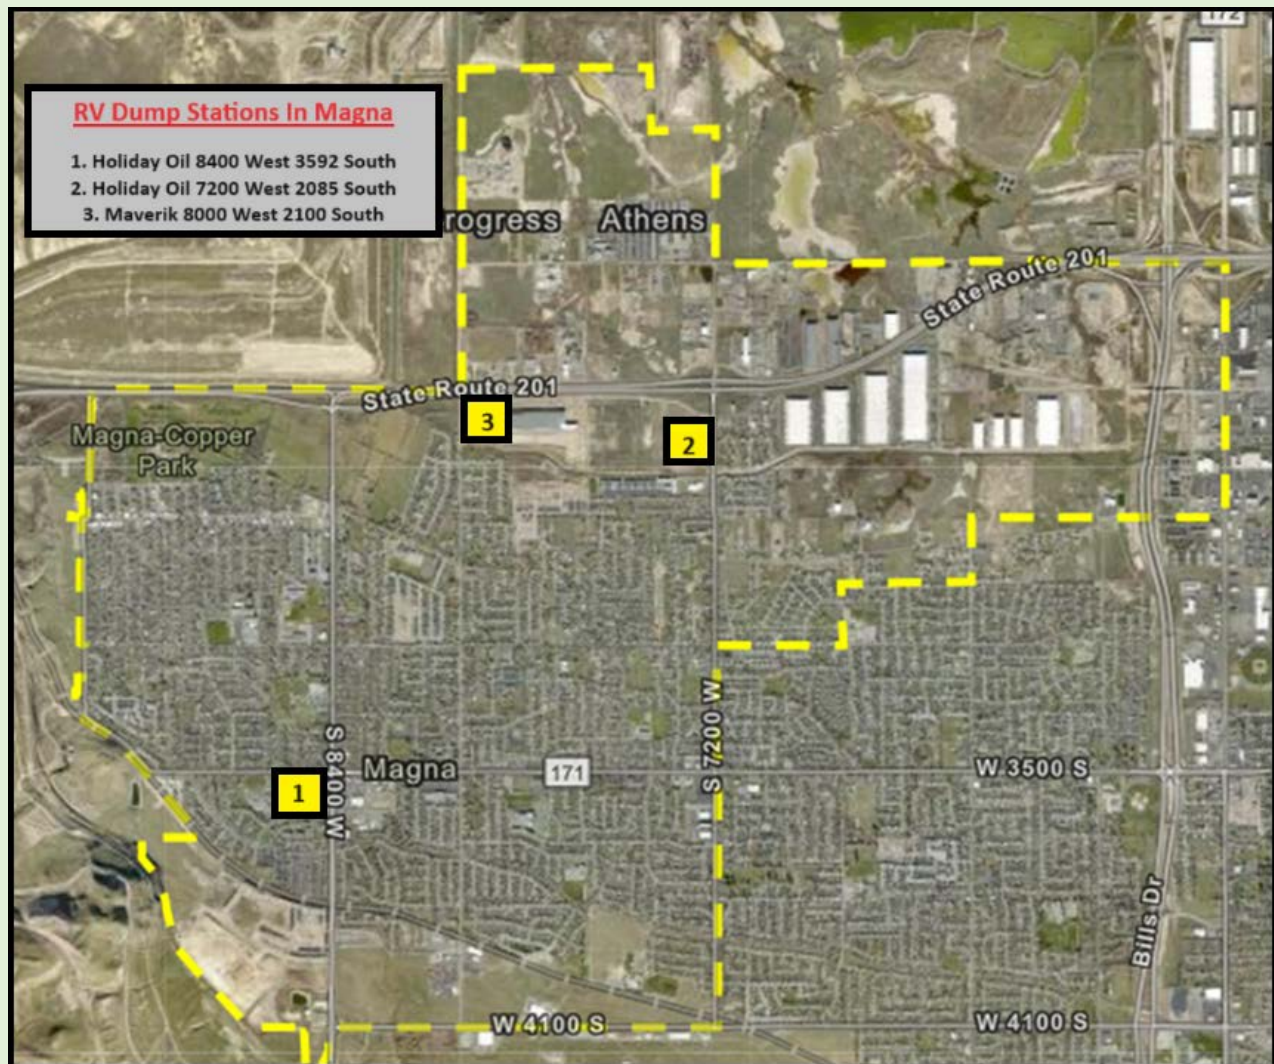 172
RV Dump Stations In Magna
1. Holiday Oil 8400 West 3592 South
2. Holiday Oil 7200 West 2085 South
3. Maverik 8000 West 2100 South
rogress Athens
State Route 201
State Route 201
3
2
Magna-Copper
Park
S 7200 W
S 8400 W
Magna
171
W 3500 S
1
Bills Dr
W 4100 S
W 4100 S